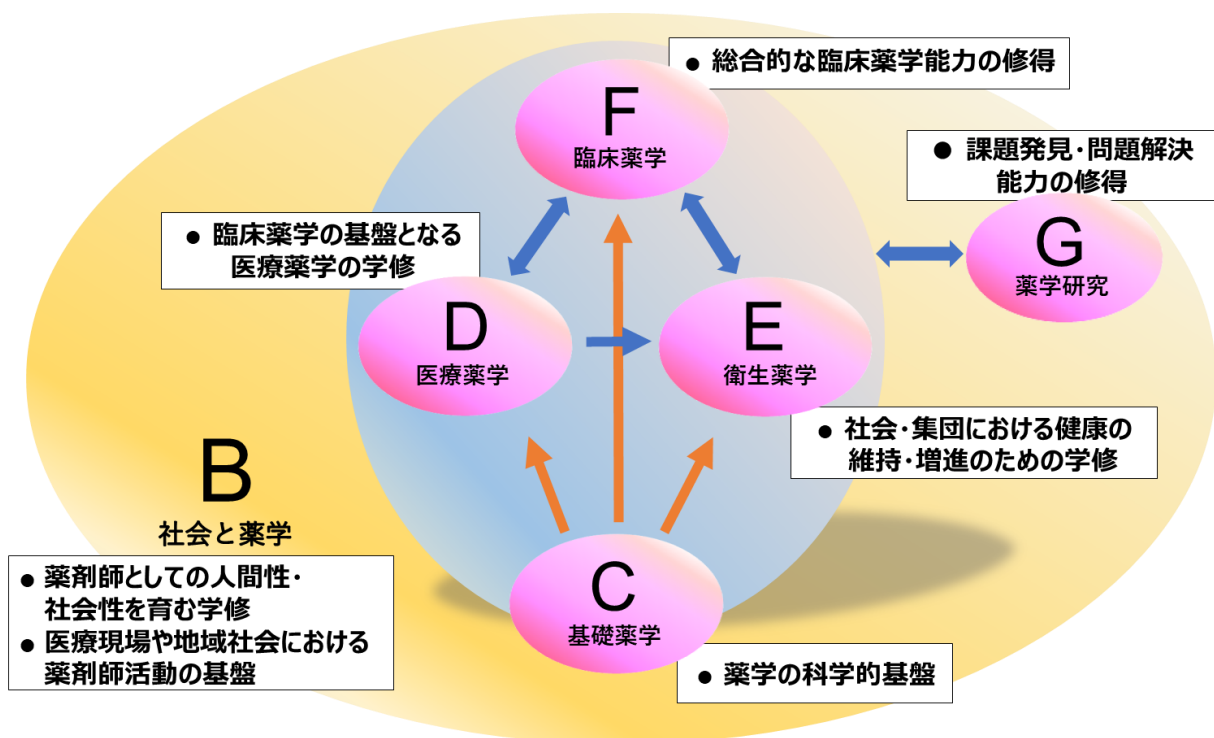 ● 総合的な臨床薬学能力の修得
F
臨床薬学
● 課題発見・問題解決
能力の修得
G
薬学研究
● 臨床薬学の基盤となる
医療薬学の学修
D
医療薬学
E
衛生薬学
● 社会・集団における健康の
維持・増進のための学修
B
社会と薬学
● 薬剤師としての人間性・
社会性を育む学修
● 医療現場や地域社会における
薬剤師活動の基盤
C
基礎薬学
● 薬学の科学的基盤